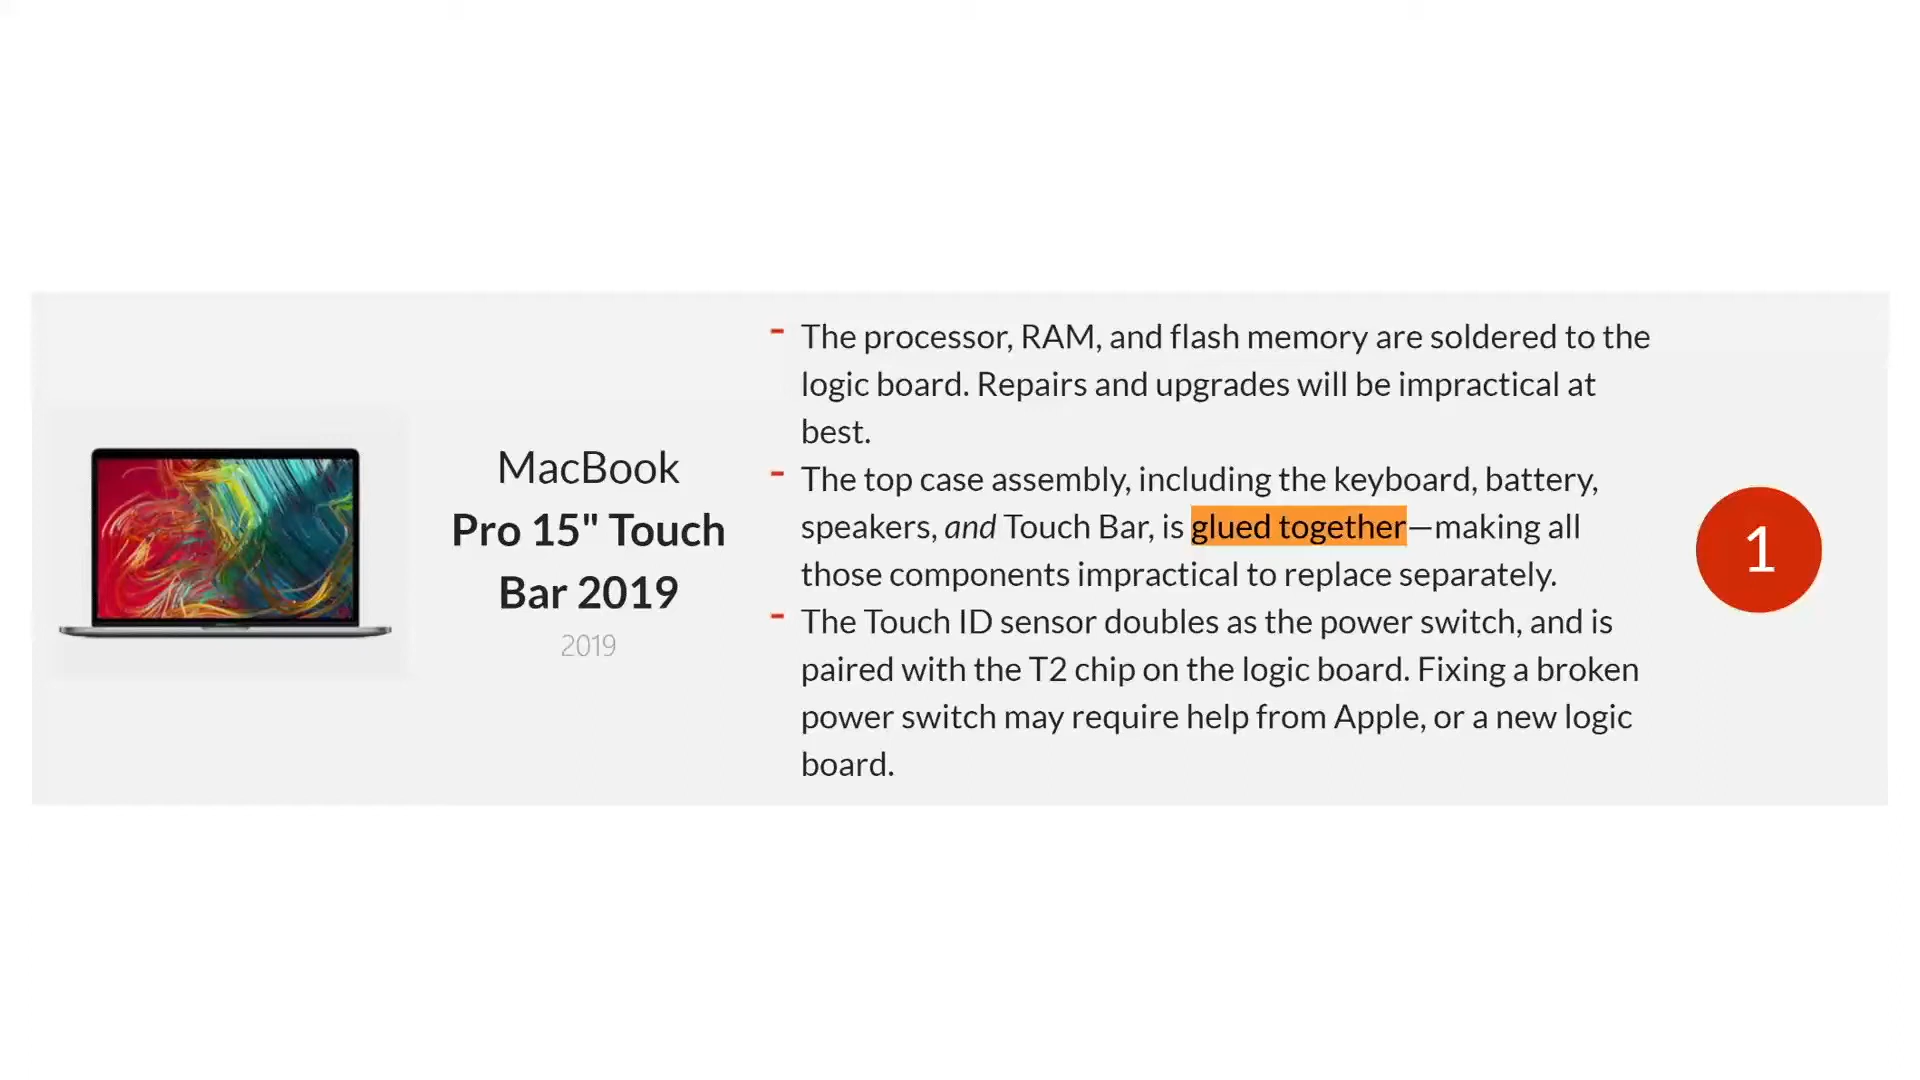 MacBook
Pro 15" Touch
Bar 2019
2019
- The processor, RAM, and flash memory are soldered to the
logic board. Repairs and upgrades will be impractical at
best.
- The top case assembly, including the keyboard, battery,
speakers, and Touch Bar, is glued together—making all
those components impractical to replace separately.
- The Touch ID sensor doubles as the power switch, and is
paired with the T2 chip on the logic board. Fixing a broken
power switch may require help from Apple, or a new logic
board.
1